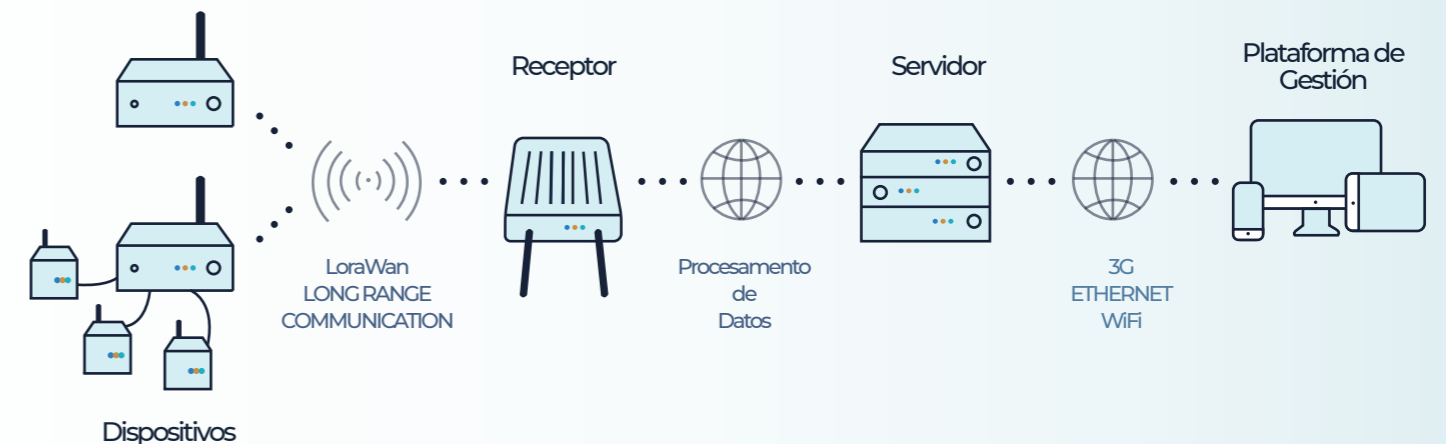 Receptor
Servidor
Plataforma de
Gestión
LoraWan
LONG RANGE
COMMUNICATION
Procesamento
de
Datos
3G
ETHERNET
WiFi
Dispositivos